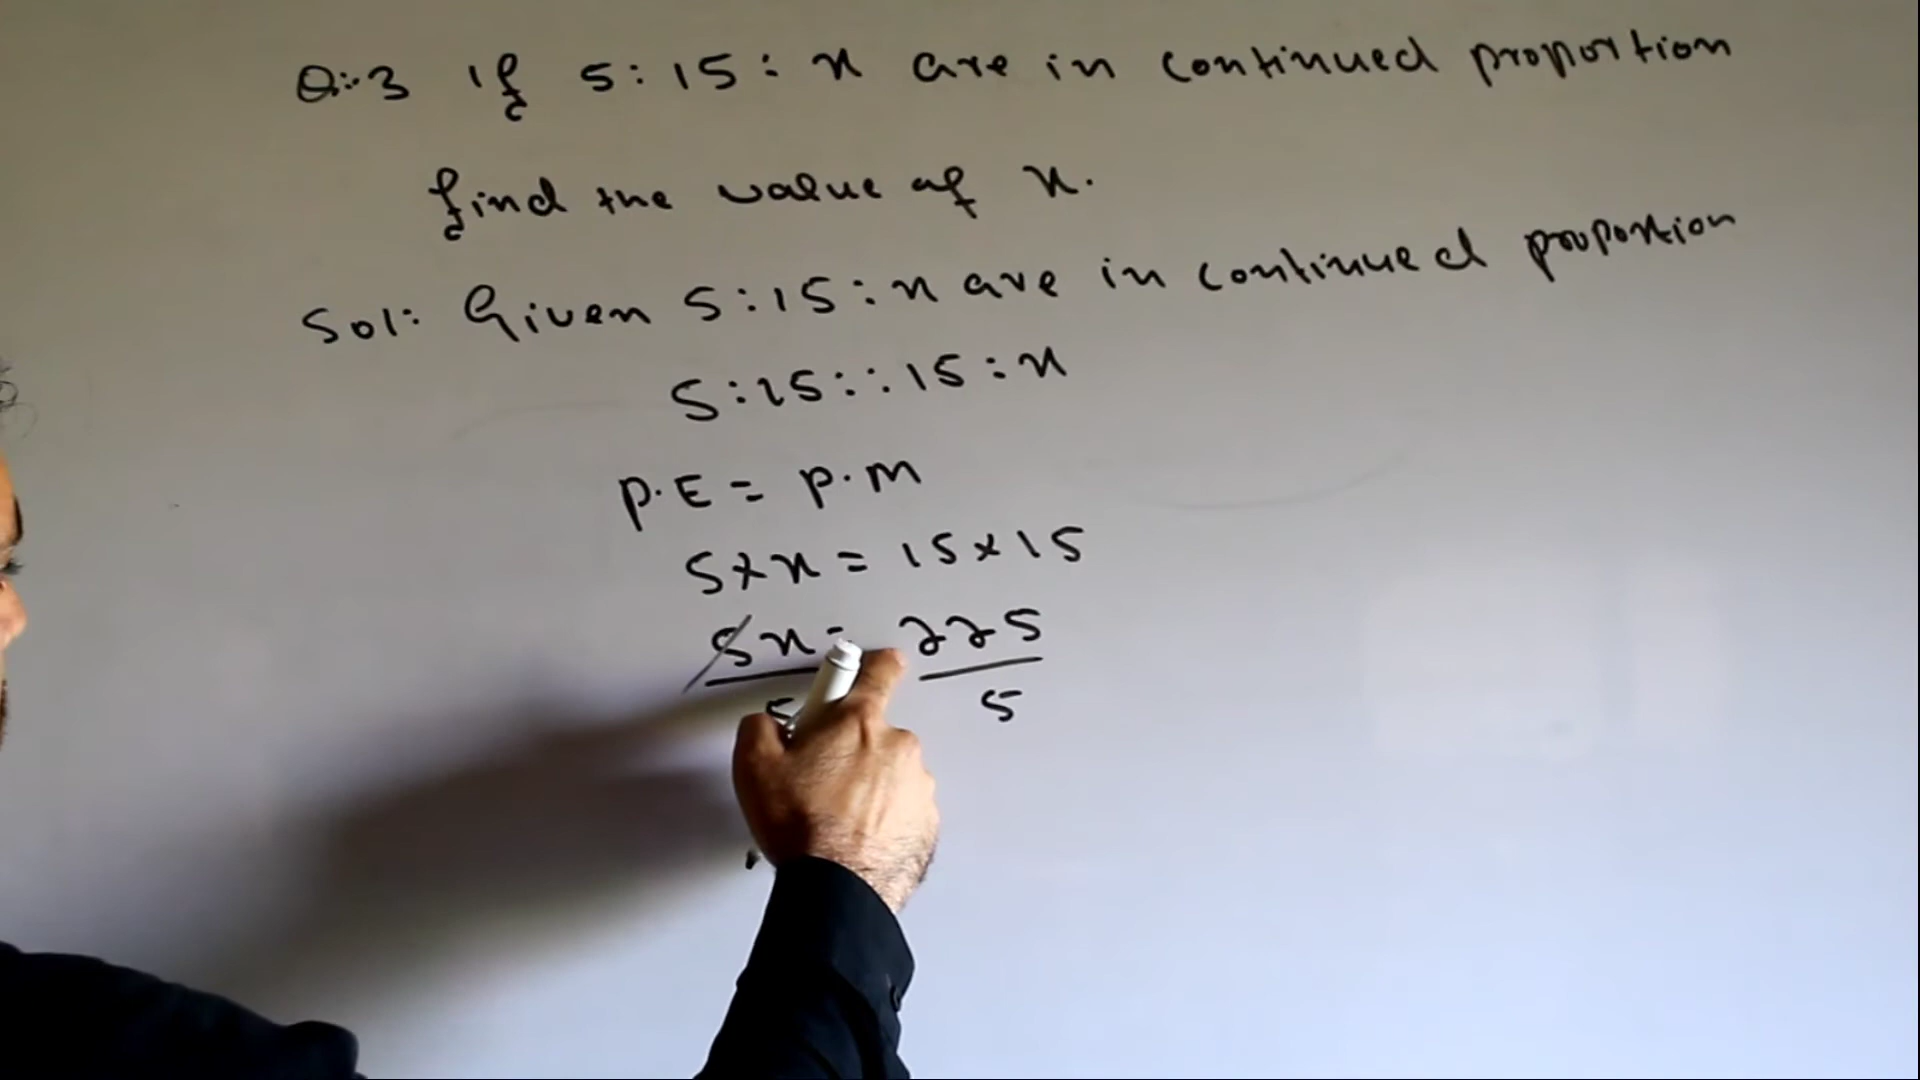 Q:-3 If 5:15:x are in continued proportion
find the value of x.
Sol: Given 5:15:x are in continued proportion
5:15::15:x
P.E = P.M
5×x = 15×15
5x = 225
5 5